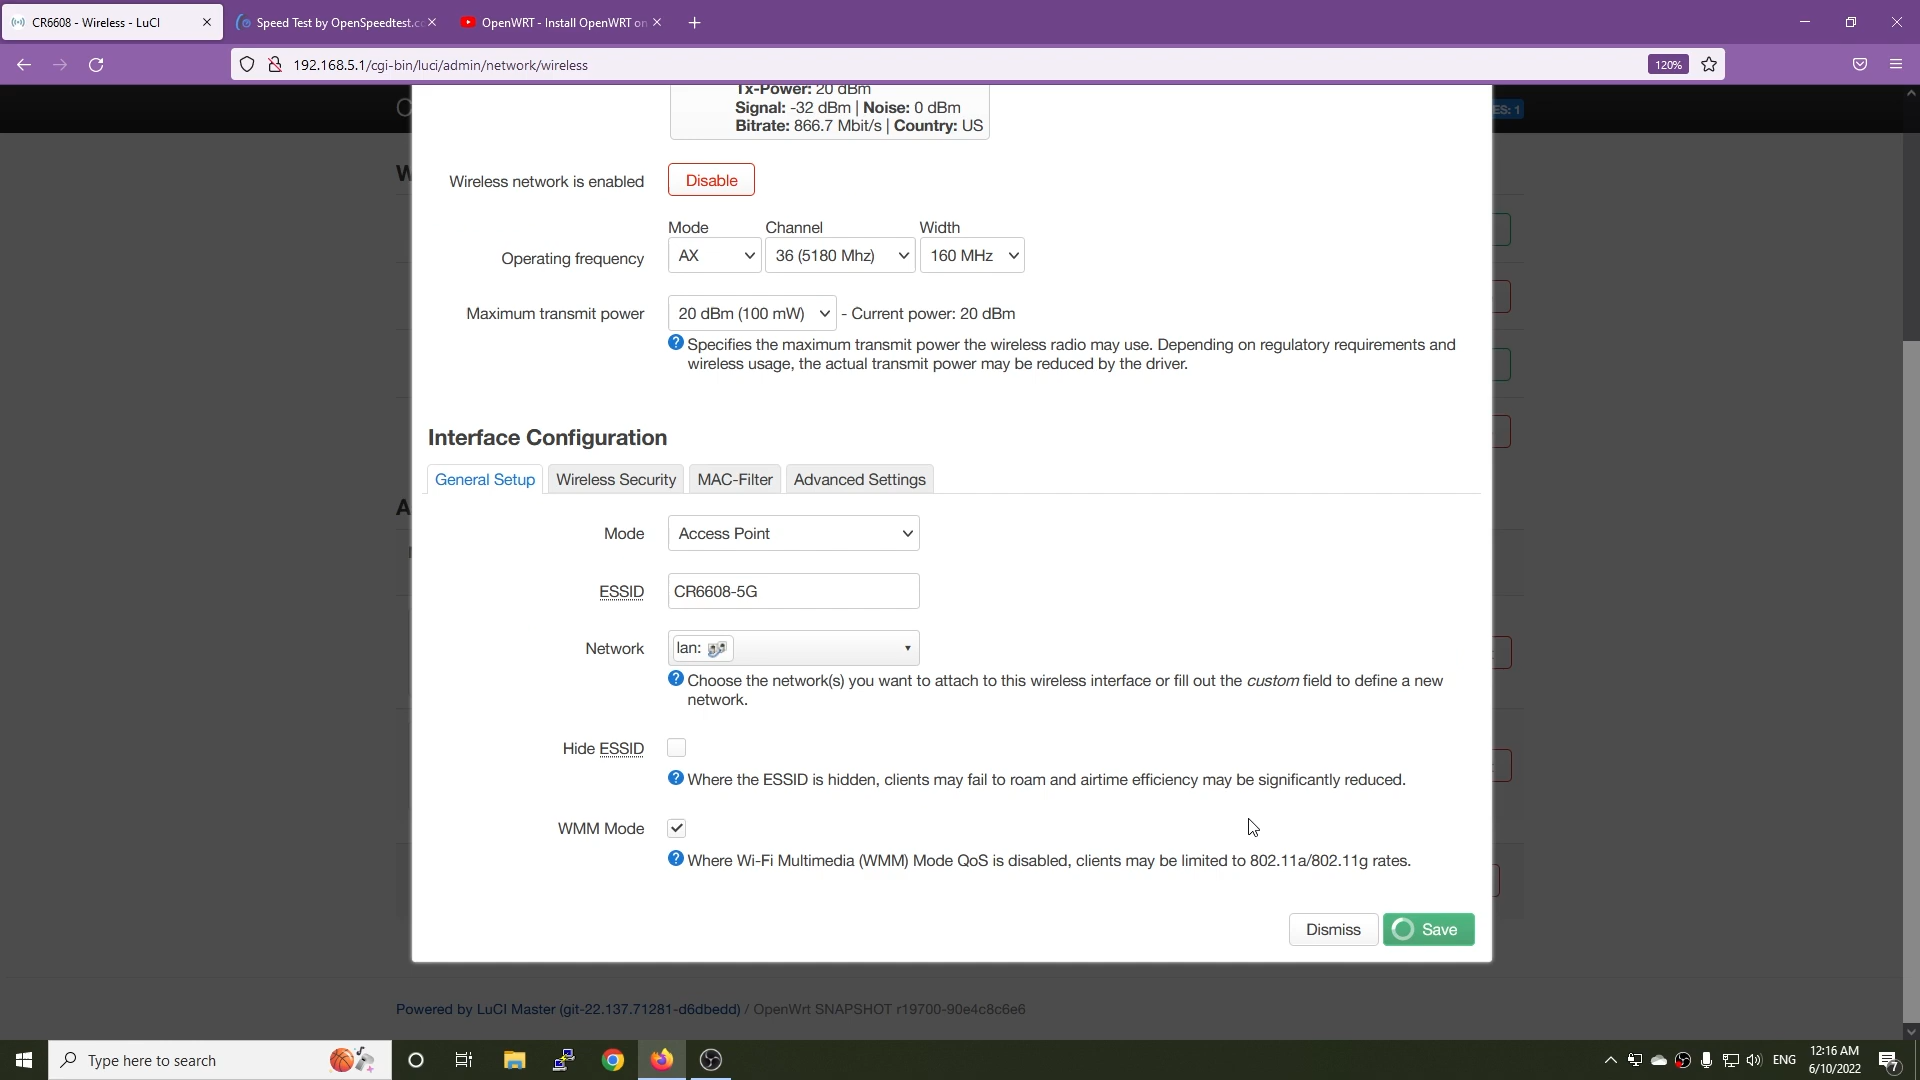 CR6608 - Wireless - LuCI
Speed Test by OpenSpeedtest.c
OpenWRT - Install OpenWRT on
192.168.5.1/cgi-bin/luci/admin/network/wireless
120%
ES: 1
Tx-Power: 20 dBm
Signal: -32 dBm | Noise: 0 dBm
Bitrate: 866.7 Mbit/s | Country: US
Wireless network is enabled
Disable
Mode Channel Width
Operating frequency
AX 36 (5180 Mhz) 160 MHz
Maximum transmit power
20 dBm (100 mW) - Current power: 20 dBm
Specifies the maximum transmit power the wireless radio may use. Depending on regulatory requirements and
wireless usage, the actual transmit power may be reduced by the driver.
Interface Configuration
General Setup Wireless Security MAC-Filter Advanced Settings
Mode Access Point
ESSID CR6608-5G
Network lan:
Choose the network(s) you want to attach to this wireless interface or fill out the custom field to define a new
network.
Hide ESSID
Where the ESSID is hidden, clients may fail to roam and airtime efficiency may be significantly reduced.
WMM Mode
Where Wi-Fi Multimedia (WMM) Mode QoS is disabled, clients may be limited to 802.11a/802.11g rates.
Dismiss Save
Powered by LuCI Master (git-22.137.71281-d6dbedd) / OpenWrt SNAPSHOT r19700-90e4c8c6e6
Type here to search
ENG
12:16 AM
6/10/2022
7